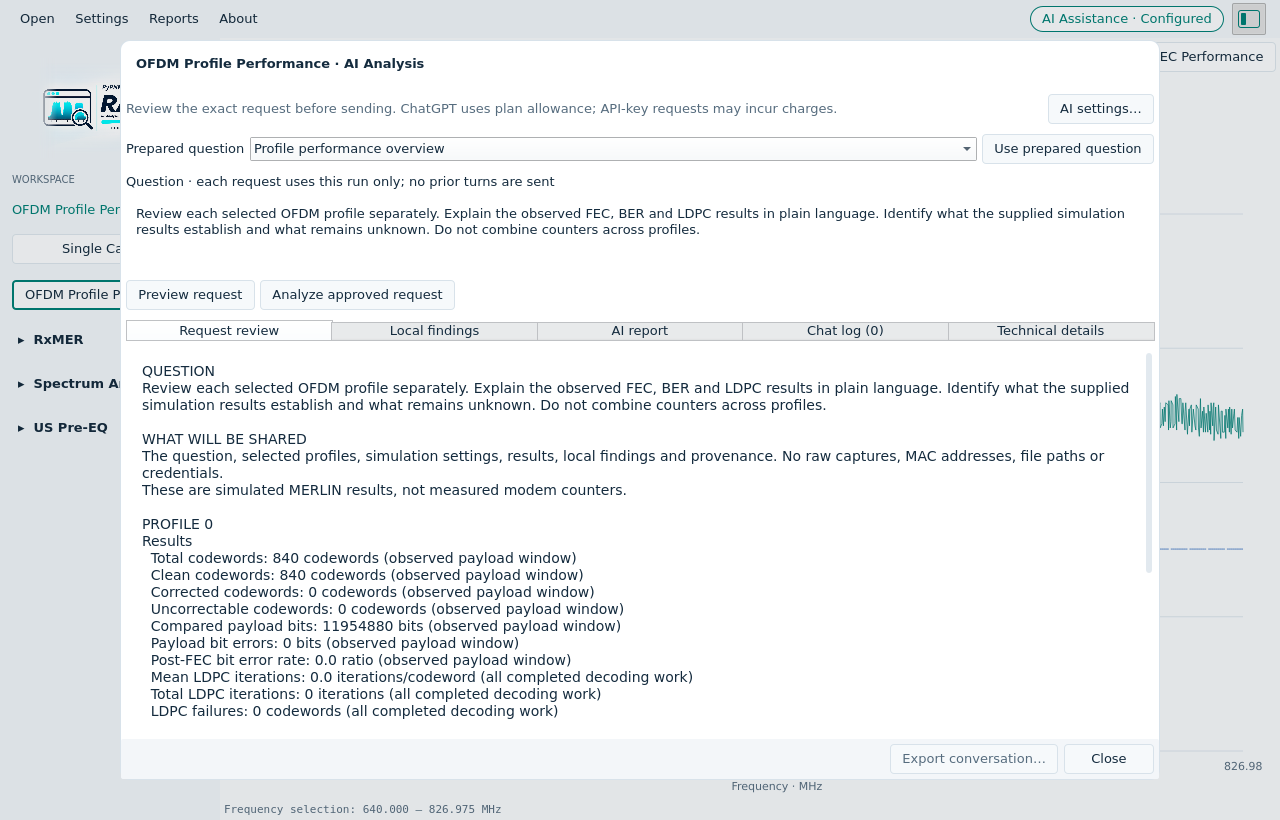 Open Settings Reports About
AI Assistance · Configured
EC Performance
OFDM Profile Performance · AI Analysis
Review the exact request before sending. ChatGPT uses plan allowance; API-key requests may incur charges.
AI settings...
Prepared question
Profile performance overview
Use prepared question
Question · each request uses this run only; no prior turns are sent
Review each selected OFDM profile separately. Explain the observed FEC, BER and LDPC results in plain language. Identify what the supplied simulation
results establish and what remains unknown. Do not combine counters across profiles.
Preview request
Analyze approved request
Request review
Local findings
AI report
Chat log (0)
Technical details
QUESTION
Review each selected OFDM profile separately. Explain the observed FEC, BER and LDPC results in plain language. Identify what the supplied
simulation results establish and what remains unknown. Do not combine counters across profiles.
WHAT WILL BE SHARED
The question, selected profiles, simulation settings, results, local findings and provenance. No raw captures, MAC addresses, file paths or
credentials.
These are simulated MERLIN results, not measured modem counters.
PROFILE 0
Results
Total codewords: 840 codewords (observed payload window)
Clean codewords: 840 codewords (observed payload window)
Corrected codewords: 0 codewords (observed payload window)
Uncorrectable codewords: 0 codewords (observed payload window)
Compared payload bits: 11954880 bits (observed payload window)
Payload bit errors: 0 bits (observed payload window)
Post-FEC bit error rate: 0.0 ratio (observed payload window)
Mean LDPC iterations: 0.0 iterations/codeword (all completed decoding work)
Total LDPC iterations: 0 iterations (all completed decoding work)
LDPC failures: 0 codewords (all completed decoding work)
Export conversation...
Close
WORKSPACE
OFDM Profile Per
Single Ca
OFDM Profile P
▸ RxMER
▸ Spectrum A
▸ US Pre-EQ
826.98
Frequency · MHz
Frequency selection: 640.000 – 826.975 MHz